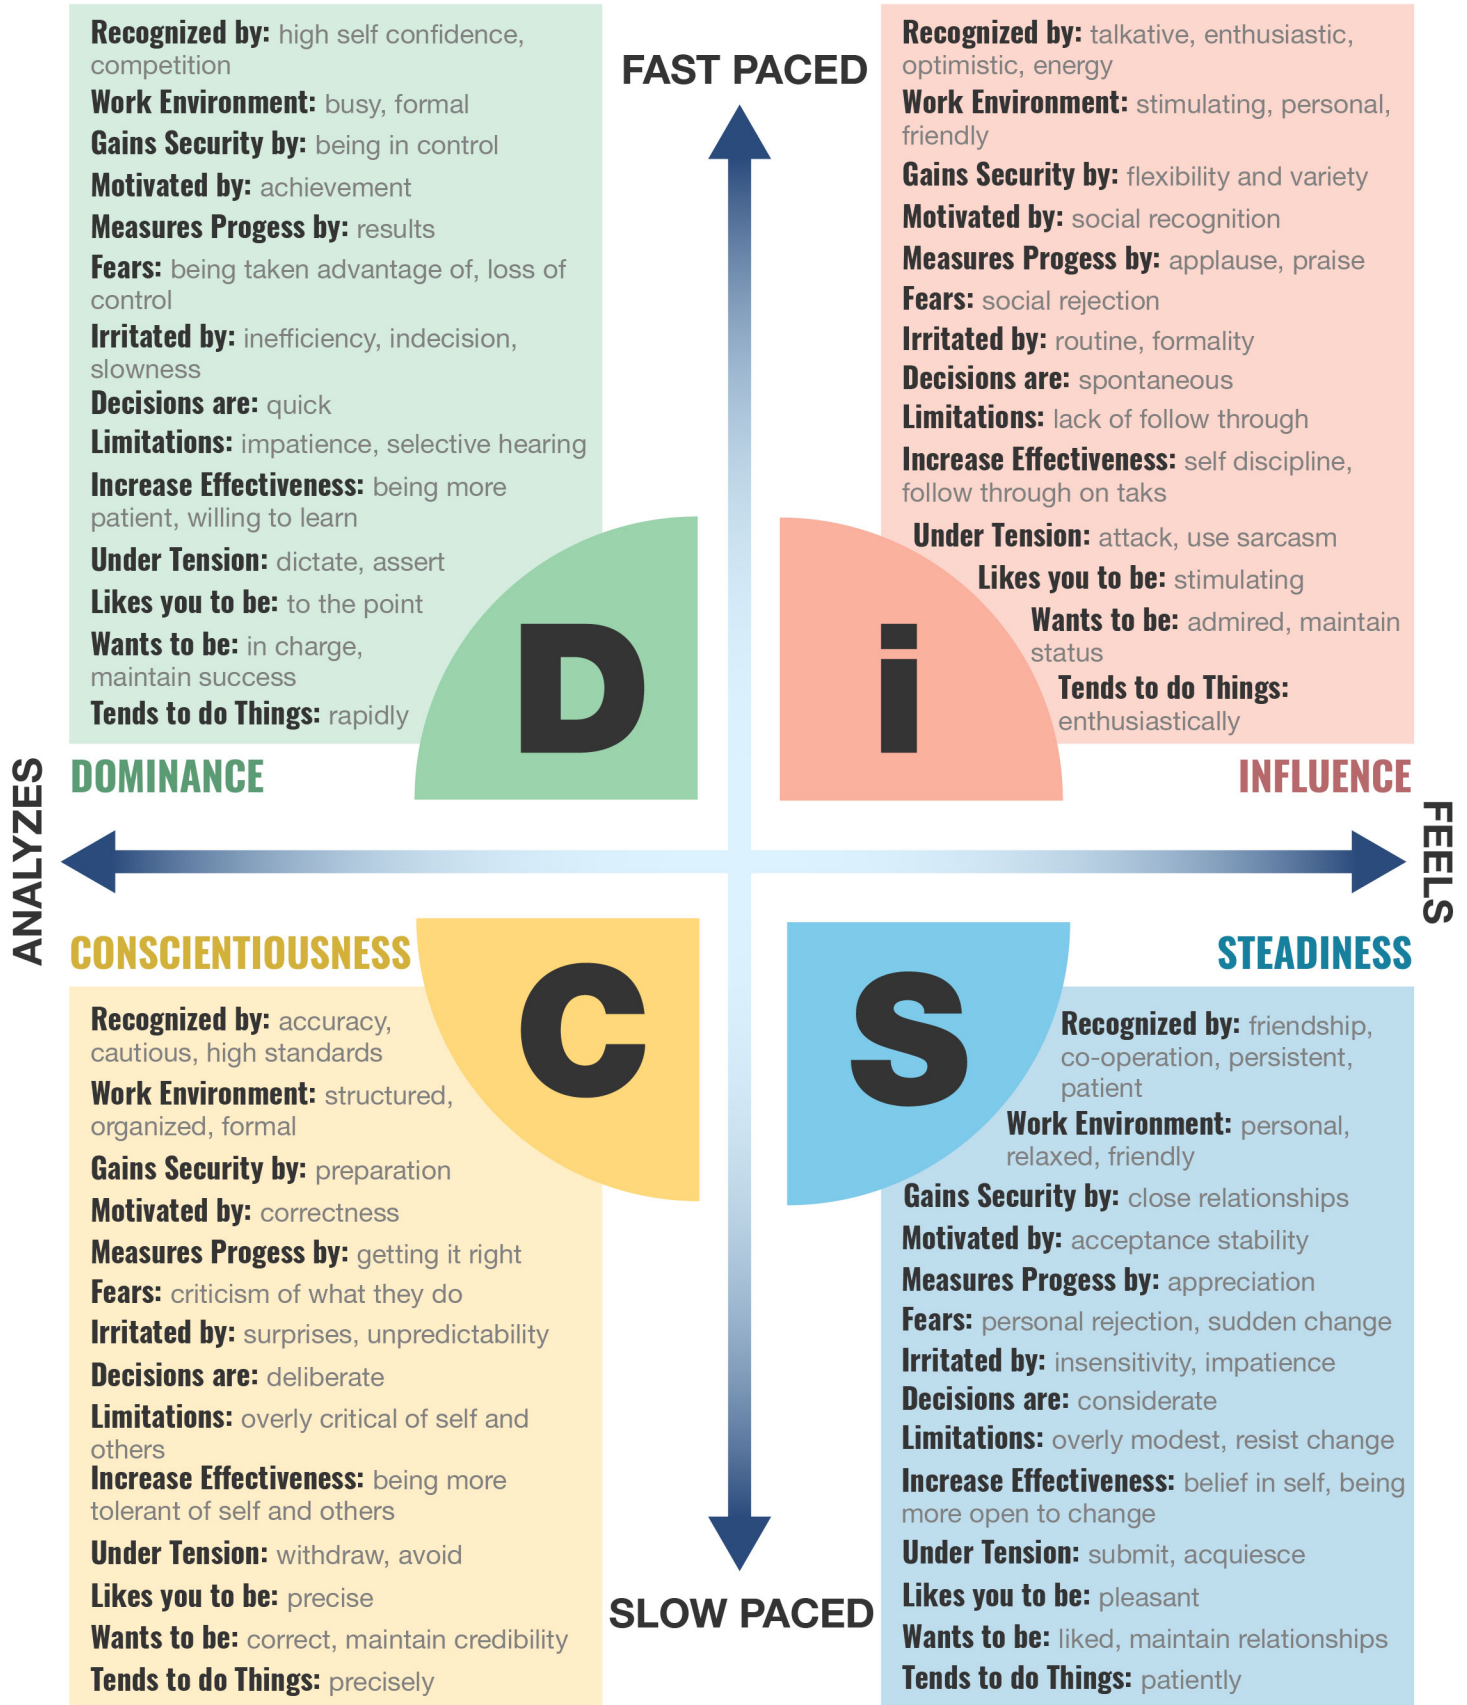 FAST PACED
Recognized by: high self confidence,
competition
Work Environment: busy, formal
Gains Security by: being in control
Motivated by: achievement
Measures Progess by: results
Fears: being taken advantage of, loss of
control
Irritated by: inefficiency, indecision,
slowness
Decisions are: quick
Limitations: impatience, selective hearing
Increase Effectiveness: being more
patient, willing to learn
Under Tension: dictate, assert
Likes you to be: to the point
Wants to be: in charge,
maintain success
Tends to do Things: rapidly
D
DOMINANCE
Recognized by: talkative, enthusiastic,
optimistic, energy
Work Environment: stimulating, personal,
friendly
Gains Security by: flexibility and variety
Motivated by: social recognition
Measures Progess by: applause, praise
Fears: social rejection
Irritated by: routine, formality
Decisions are: spontaneous
Limitations: lack of follow through
Increase Effectiveness: self discipline,
follow through on taks
Under Tension: attack, use sarcasm
Likes you to be: stimulating
Wants to be: admired, maintain
status
Tends to do Things:
enthusiastically
i
INFLUENCE
ANALYZES
FEELS
CONSCIENTIOUSNESS
C
Recognized by: accuracy,
cautious, high standards
Work Environment: structured,
organized, formal
Gains Security by: preparation
Motivated by: correctness
Measures Progess by: getting it right
Fears: criticism of what they do
Irritated by: surprises, unpredictability
Decisions are: deliberate
Limitations: overly critical of self and
others
Increase Effectiveness: being more
tolerant of self and others
Under Tension: withdraw, avoid
Likes you to be: precise
Wants to be: correct, maintain credibility
Tends to do Things: precisely
STEADINESS
S
Recognized by: friendship,
co-operation, persistent,
patient
Work Environment: personal,
relaxed, friendly
Gains Security by: close relationships
Motivated by: acceptance stability
Measures Progess by: appreciation
Fears: personal rejection, sudden change
Irritated by: insensitivity, impatience
Decisions are: considerate
Limitations: overly modest, resist change
Increase Effectiveness: belief in self, being
more open to change
Under Tension: submit, acquiesce
Likes you to be: pleasant
Wants to be: liked, maintain relationships
Tends to do Things: patiently
SLOW PACED